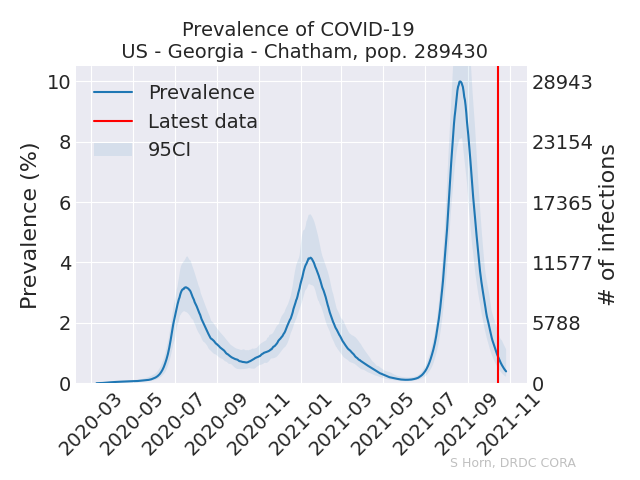 Prevalence of COVID-19
US - Georgia - Chatham, pop. 289430
Prevalence (%)
10
8
6
4
2
0
Prevalence
Latest data
95CI
28943
23154
17365
11577
5788
0
# of infections
2020-03
2020-05
2020-07
2020-09
2020-11
2021-01
2021-03
2021-05
2021-07
2021-09
2021-11
S Horn, DRDC CORA